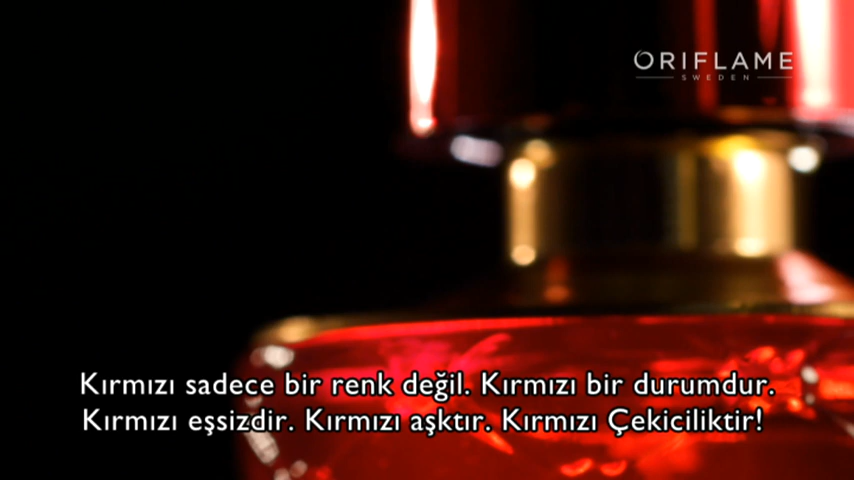 ORIFLAME
SWEDEN
Kırmızı sadece bir renk değil. Kırmızı bir durumdur.
Kırmızı eşsizdir. Kırmızı aşktır. Kırmızı Çekiciliktir!